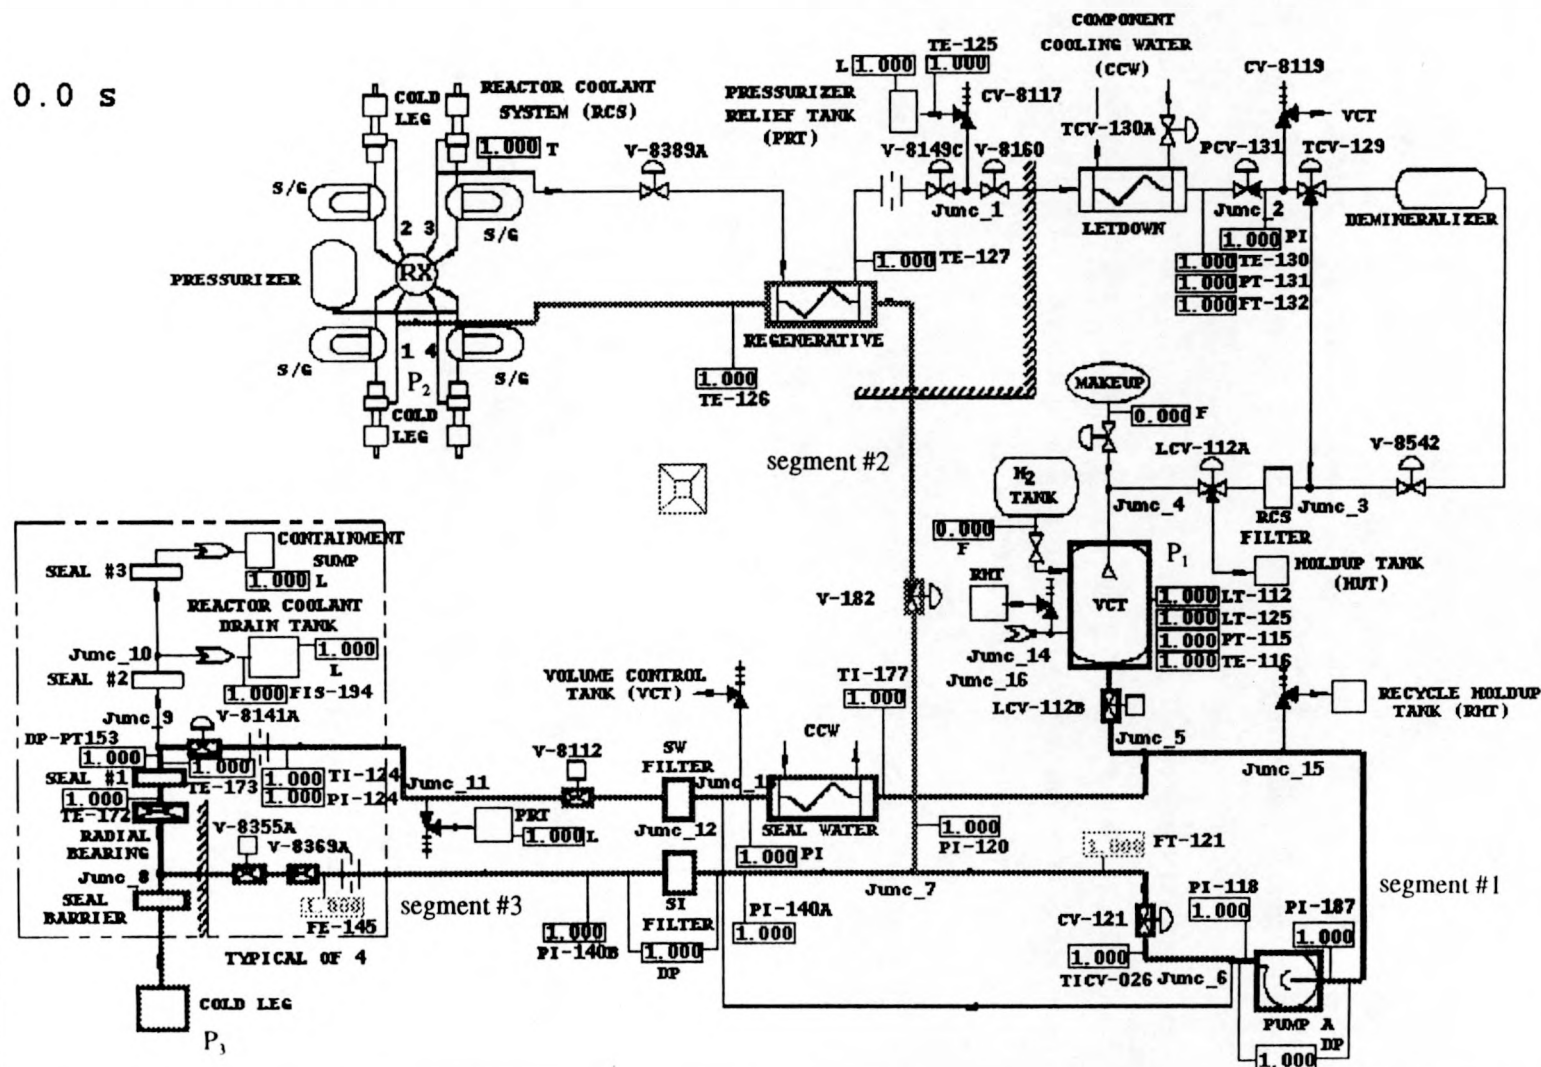 0.0 s
COLD
LEG
REACTOR COOLANT
SYSTEM (RCS)
1.000 T
V-8389A
S/G
S/G
2 3
RX
PRESSURIZER
1 4
S/G
S/G
P2
COLD
LEG
L 1.000
TE-125
1.000
PRESSURIZER
RELIEF TANK
(PRT)
CV-8117
V-8149C
V-8160
Junc_1
1.000 TE-127
REGENERATIVE
1.000
TE-126
COMPONENT
COOLING WATER
(CCW)
TCV-130A
LETDOWN
CV-8119
VCT
PCV-131
TCV-129
Junc_2
1.000 PI
1.000 TE-130
1.000 PT-131
1.000 FT-132
DEMINERALIZER
MAKEUP
0.000 F
LCV-112A
V-8542
Junc_4
Junc_3
RCS
FILTER
HOLDUP TANK
(HUT)
segment #2
H2
TANK
0.000
F
RHT
V-182
P1
VCT
1.000 LT-112
1.000 LT-125
1.000 PT-115
1.000 TE-116
Junc_14
Junc_16
LCV-112B
Junc_5
RECYCLE HOLDUP
TANK (RHT)
Junc_15
SEAL #3
CONTAINMENT
SUMP
1.000 L
REACTOR COOLANT
DRAIN TANK
Junc_10
1.000
L
SEAL #2
1.000 FIS-194
Junc_9
V-8141A
DP-PT153
1.000
1.000
TE-173
SEAL #1
1.000
TE-172
1.000 TI-124
1.000 PI-124
RADIAL
BEARING
V-8355A
V-8369A
Junc_8
SEAL
BARRIER
1.000
FE-145
TYPICAL OF 4
COLD LEG
P3
VOLUME CONTROL
TANK (VCT)
TI-177
1.000
CCW
V-8112
SW
FILTER
Junc_11
PRT
1.000 L
Junc_12
SEAL WATER
1.000 PI
1.000
PI-120
1.000 FT-121
Junc_7
segment #3
SI
FILTER
1.000
PI-140B
1.000
DP
PI-140A
1.000
CV-121
1.000
TICV-026
Junc_6
PI-118
1.000
PI-187
1.000
segment #1
PUMP A
DP
1.000